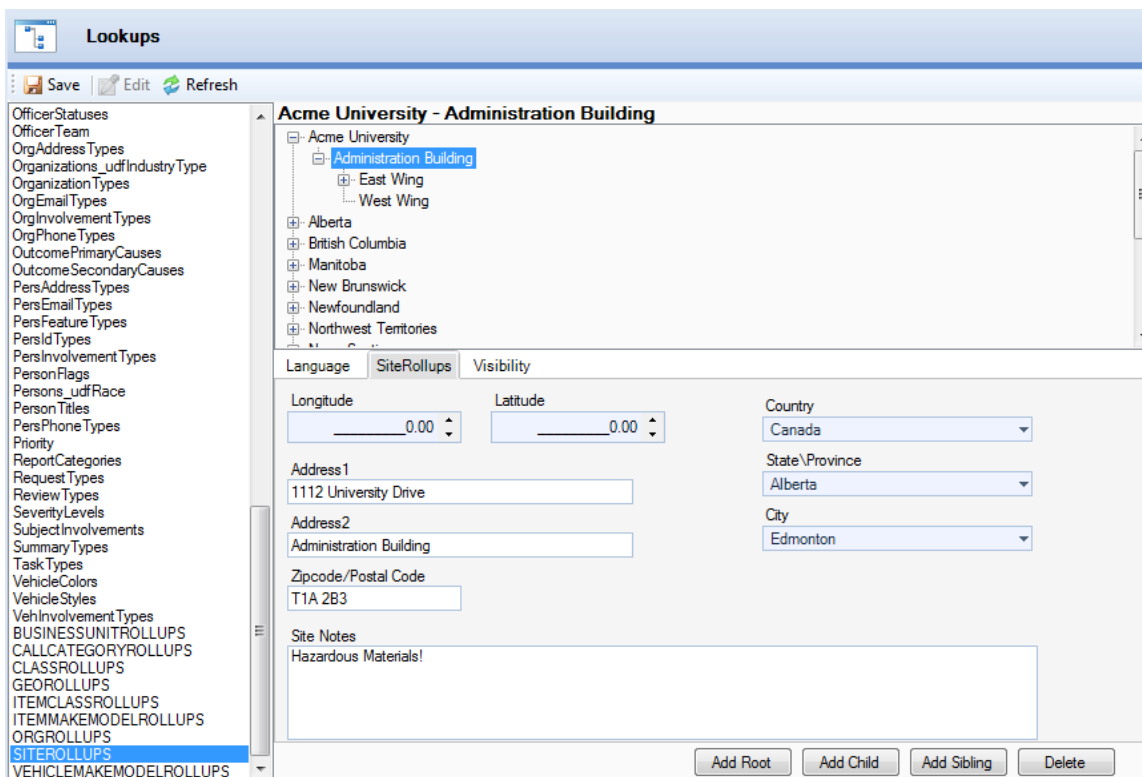 Lookups
Save Edit Refresh
OfficerStatuses
OfficerTeam
OrgAddressTypes
Organizations_udfIndustryType
OrganizationTypes
OrgEmailTypes
OrgInvolvementTypes
OrgPhoneTypes
OutcomePrimaryCauses
OutcomeSecondaryCauses
PersAddressTypes
PersEmailTypes
PersFeatureTypes
PersIdTypes
PersInvolvementTypes
PersonFlags
Persons_udfRace
PersonTitles
PersPhoneTypes
Priority
ReportCategories
RequestTypes
ReviewTypes
SeverityLevels
SubjectInvolvements
SummaryTypes
TaskTypes
VehicleColors
VehicleStyles
VehInvolvementTypes
BUSINESSUNITROLLUPS
CALLCATEGORYROLLUPS
CLASSROLLUPS
GEOROLLUPS
ITEMCLASSROLLUPS
ITEMMAKEMODELROLLUPS
ORGROLLUPS
SITEROLLUPS
VEHICLEMAKEMODELROLLUPS
Acme University - Administration Building
Acme University
Administration Building
East Wing
West Wing
Alberta
British Columbia
Manitoba
New Brunswick
Newfoundland
Northwest Territories
Language SiteRollups Visibility
Longitude Latitude
0.00 0.00
Address1
1112 University Drive
Address2
Administration Building
Zipcode/Postal Code
T1A 2B3
Country
Canada
State\Province
Alberta
City
Edmonton
Site Notes
Hazardous Materials!
Add Root Add Child Add Sibling Delete